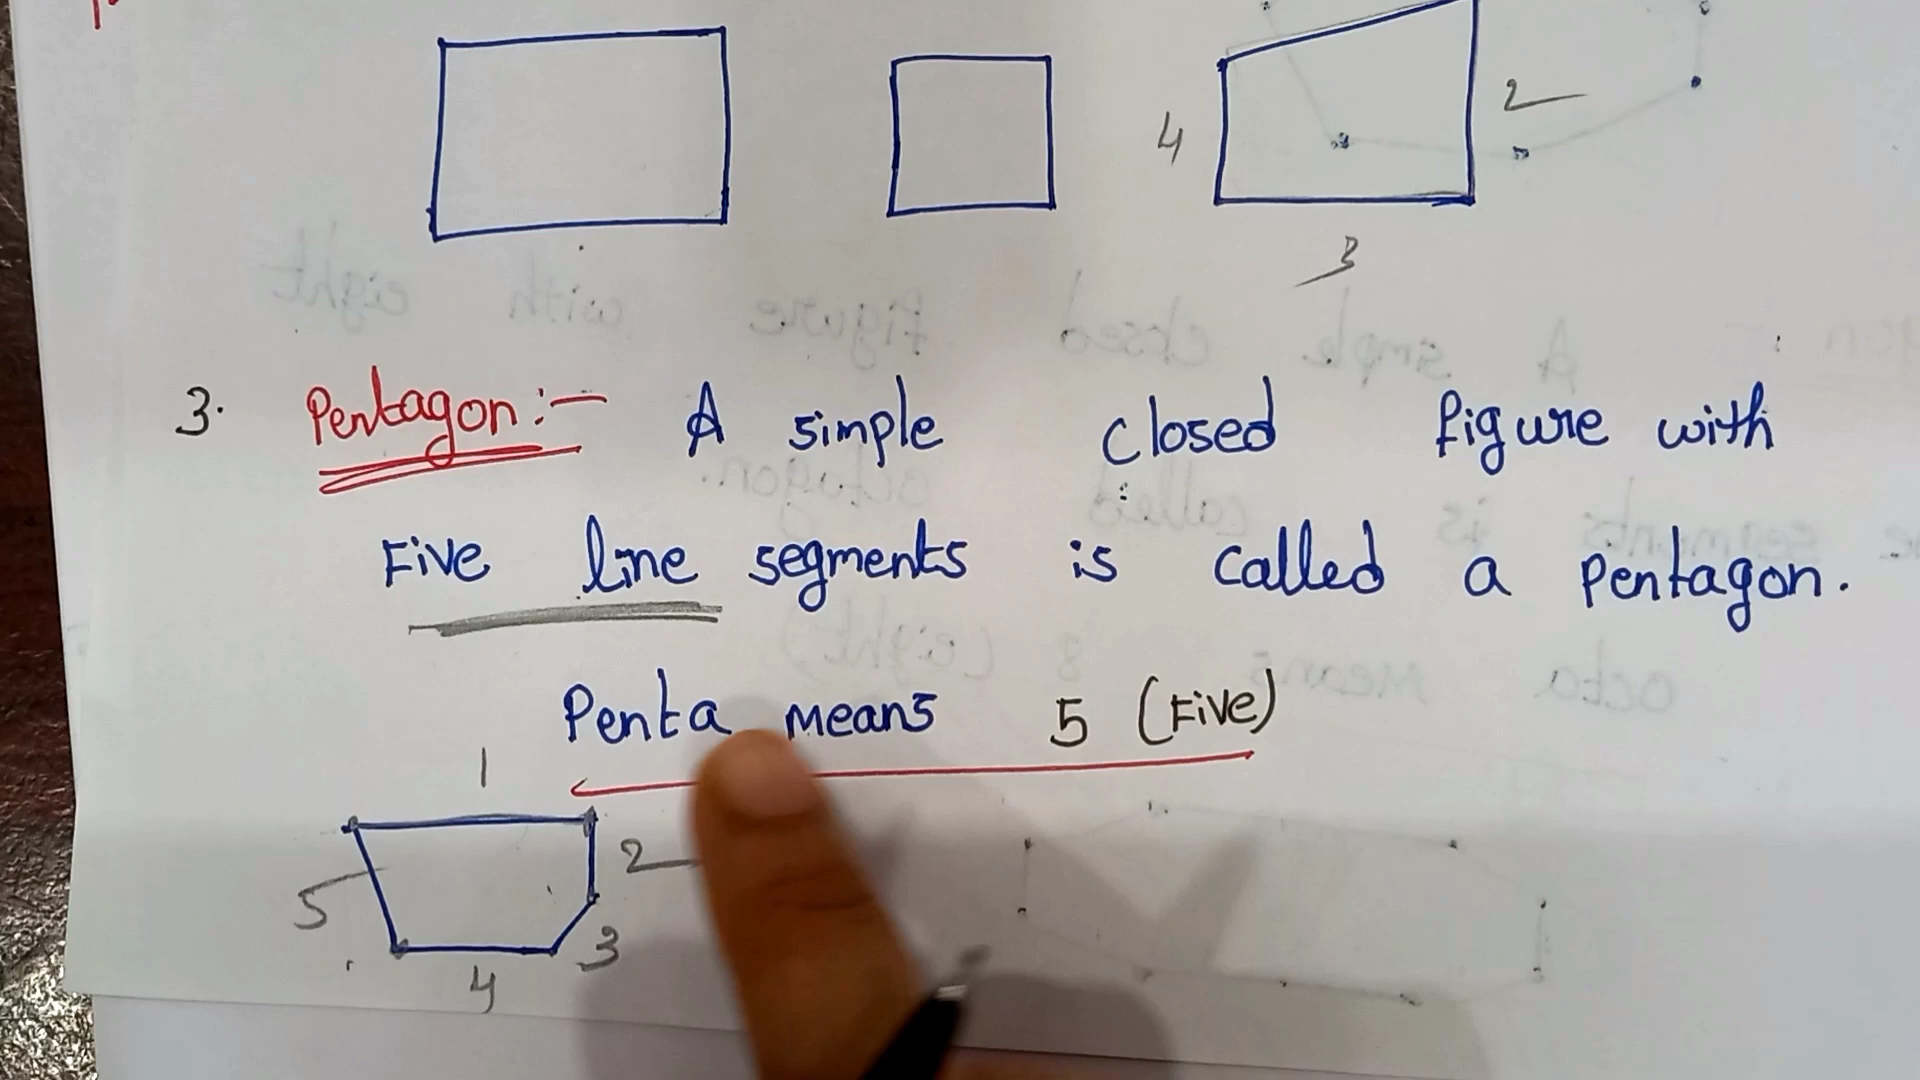 4 2
3
3. Pentagon:- A simple closed figure with
Five line segments is called a Pentagon.
Penta means 5 (Five)
1
5 2
3
4